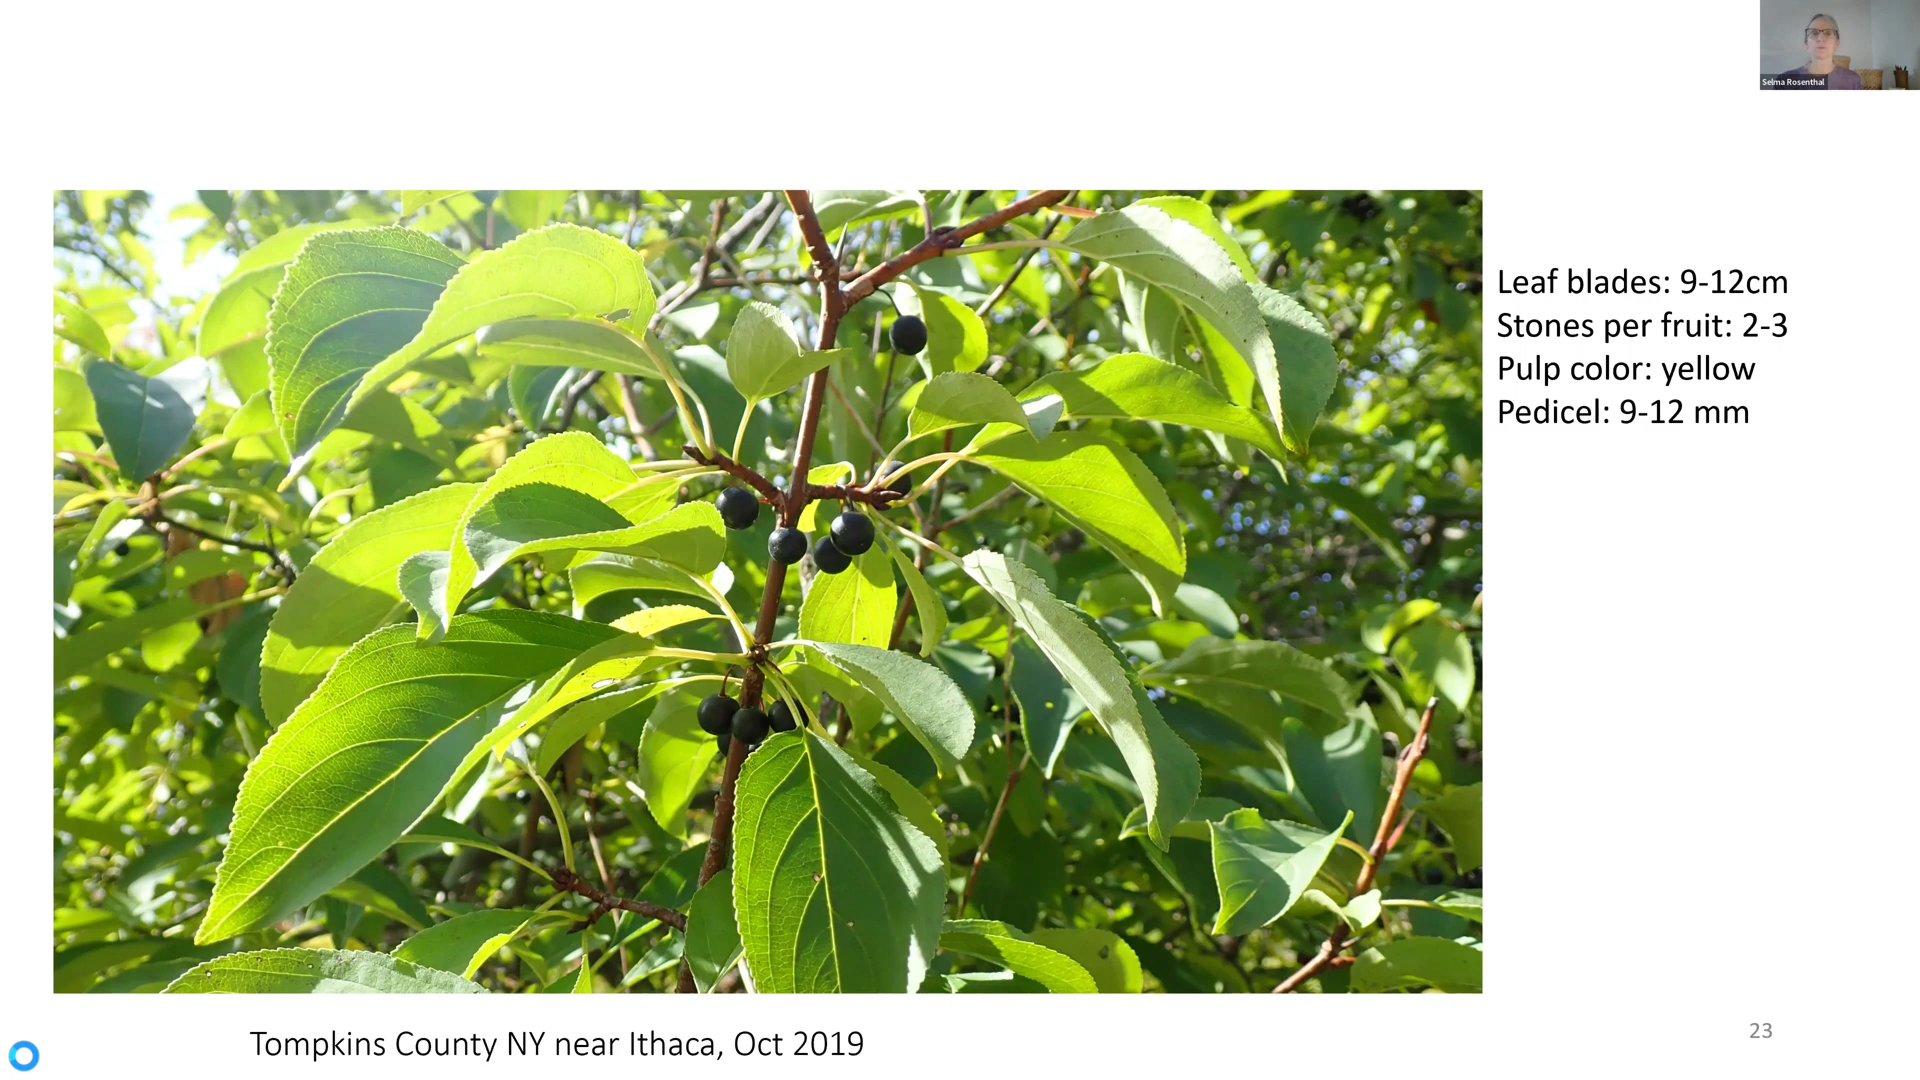 Selma Rosenthal
Leaf blades: 9-12cm
Stones per fruit: 2-3
Pulp color: yellow
Pedicel: 9-12 mm
Tompkins County NY near Ithaca, Oct 2019
23